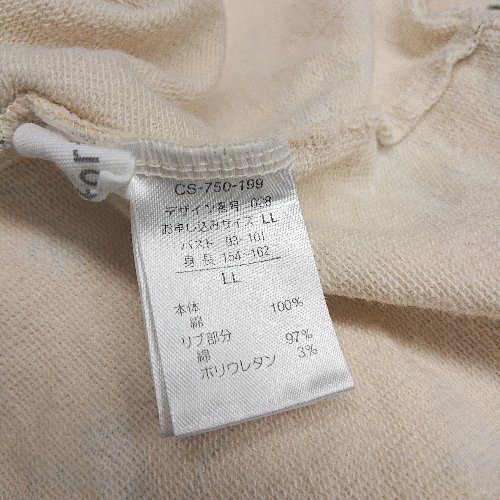 CS-750-199
デザイン番号 008
お申し込みサイズ LL
バスト 93-101
身長 154-162
LL
本体
綿 100%
リブ部分
綿 97%
ポリウレタン 3%